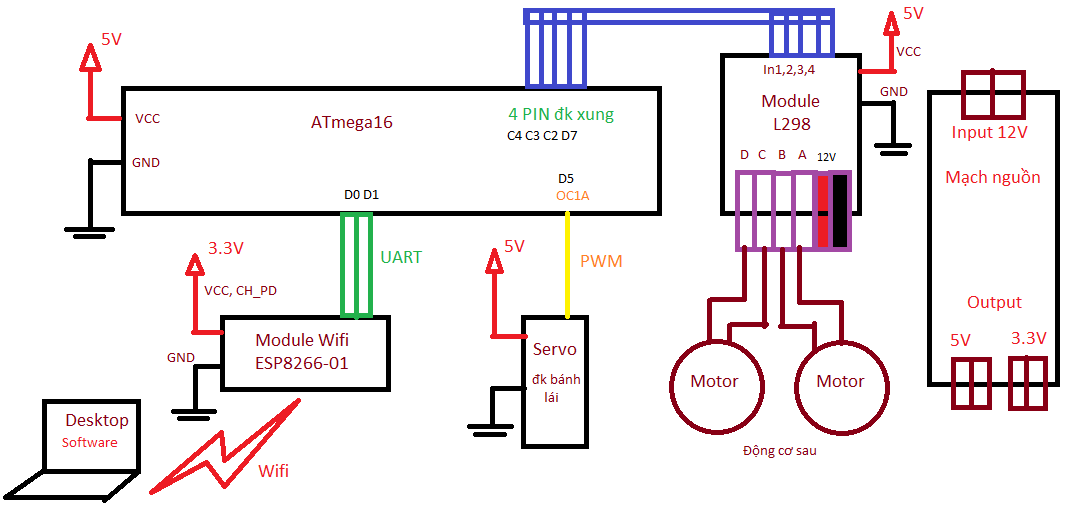 5V
VCC
GND
ATmega16
4 PIN đk xung
C4 C3 C2 D7
D0 D1
D5
OC1A
UART
PWM
3.3V
VCC, CH_PD
GND
Module Wifi
ESP8266-01
Desktop
Software
Wifi
5V
Servo
đk bánh
lái
In1,2,3,4
Module
L298
D C B A 12V
5V
VCC
GND
Motor
Motor
Động cơ sau
Input 12V
Mạch nguồn
Output
5V
3.3V